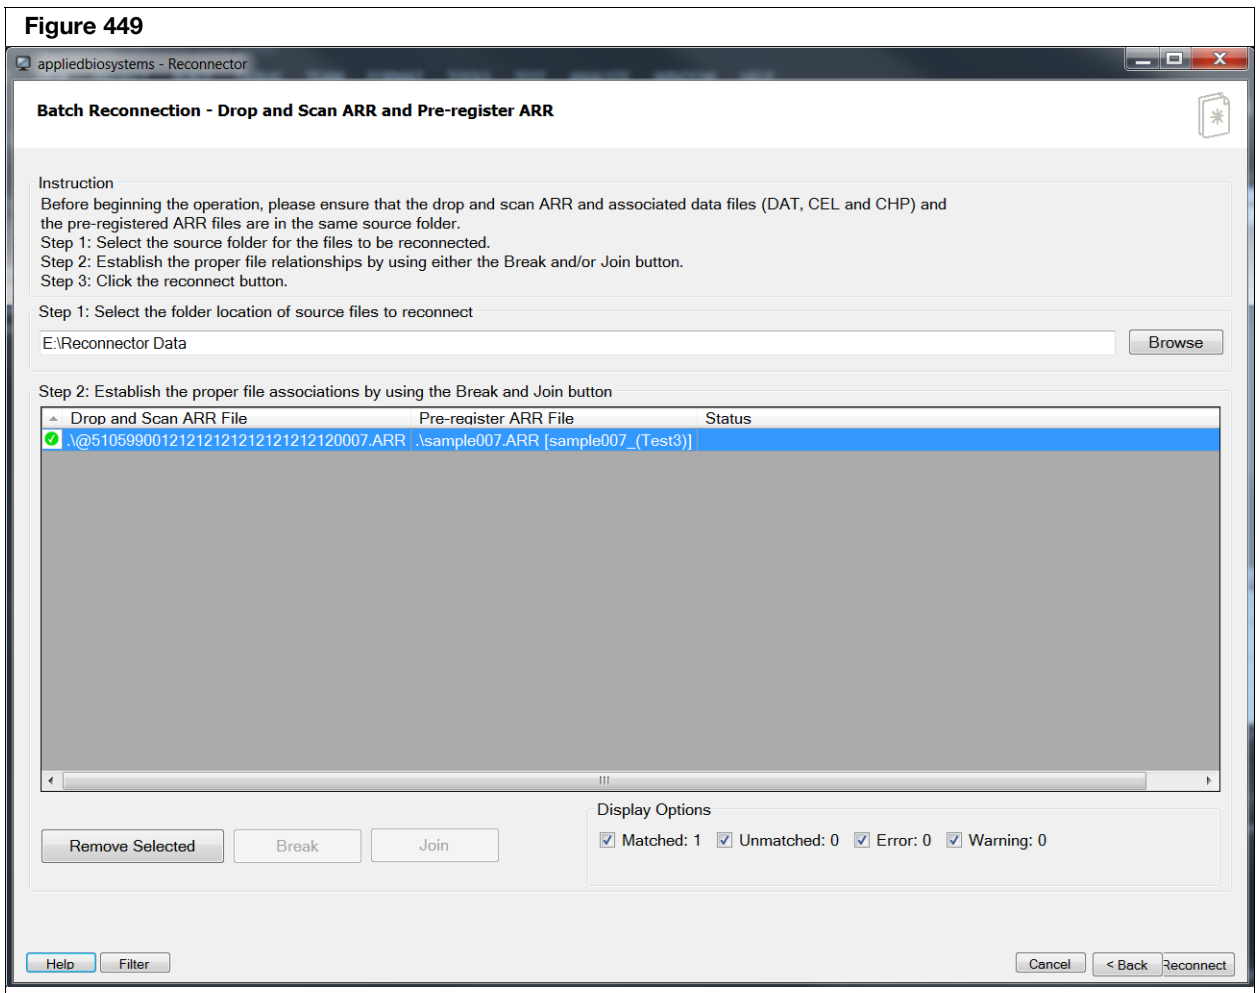 Figure 449
appliedbiosystems - Reconnector
Batch Reconnection - Drop and Scan ARR and Pre-register ARR
Instruction
Before beginning the operation, please ensure that the drop and scan ARR and associated data files (DAT, CEL and CHP) and
the pre-registered ARR files are in the same source folder.
Step 1: Select the source folder for the files to be reconnected.
Step 2: Establish the proper file relationships by using either the Break and/or Join button.
Step 3: Click the reconnect button.
Step 1: Select the folder location of source files to reconnect
E:\Reconnector Data
Browse
Step 2: Establish the proper file associations by using the Break and Join button
Drop and Scan ARR File Pre-register ARR File Status
.\@51059900121212121212121212120007.ARR .\sample007.ARR [sample007_(Test3)]
Display Options
Remove Selected Break Join Matched: 1 Unmatched: 0 Error: 0 Warning: 0
Help Filter Cancel < Back Reconnect